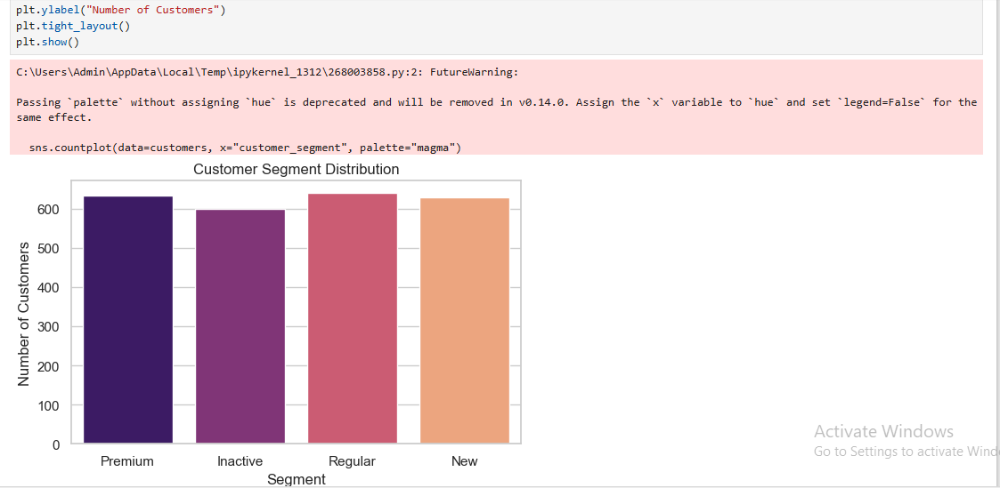 plt.ylabel("Number of Customers")
plt.tight_layout()
plt.show()
C:\Users\Admin\AppData\Local\Temp\ipykernel_1312\268003858.py:2: FutureWarning:
Passing `palette` without assigning `hue` is deprecated and will be removed in v0.14.0. Assign the `x` variable to `hue` and set `legend=False` for the
same effect.
sns.countplot(data=customers, x="customer_segment", palette="magma")
Customer Segment Distribution
Number of Customers
600
500
400
300
200
100
0
Premium Inactive Regular New
Segment
Activate Windows
Go to Settings to activate Wind